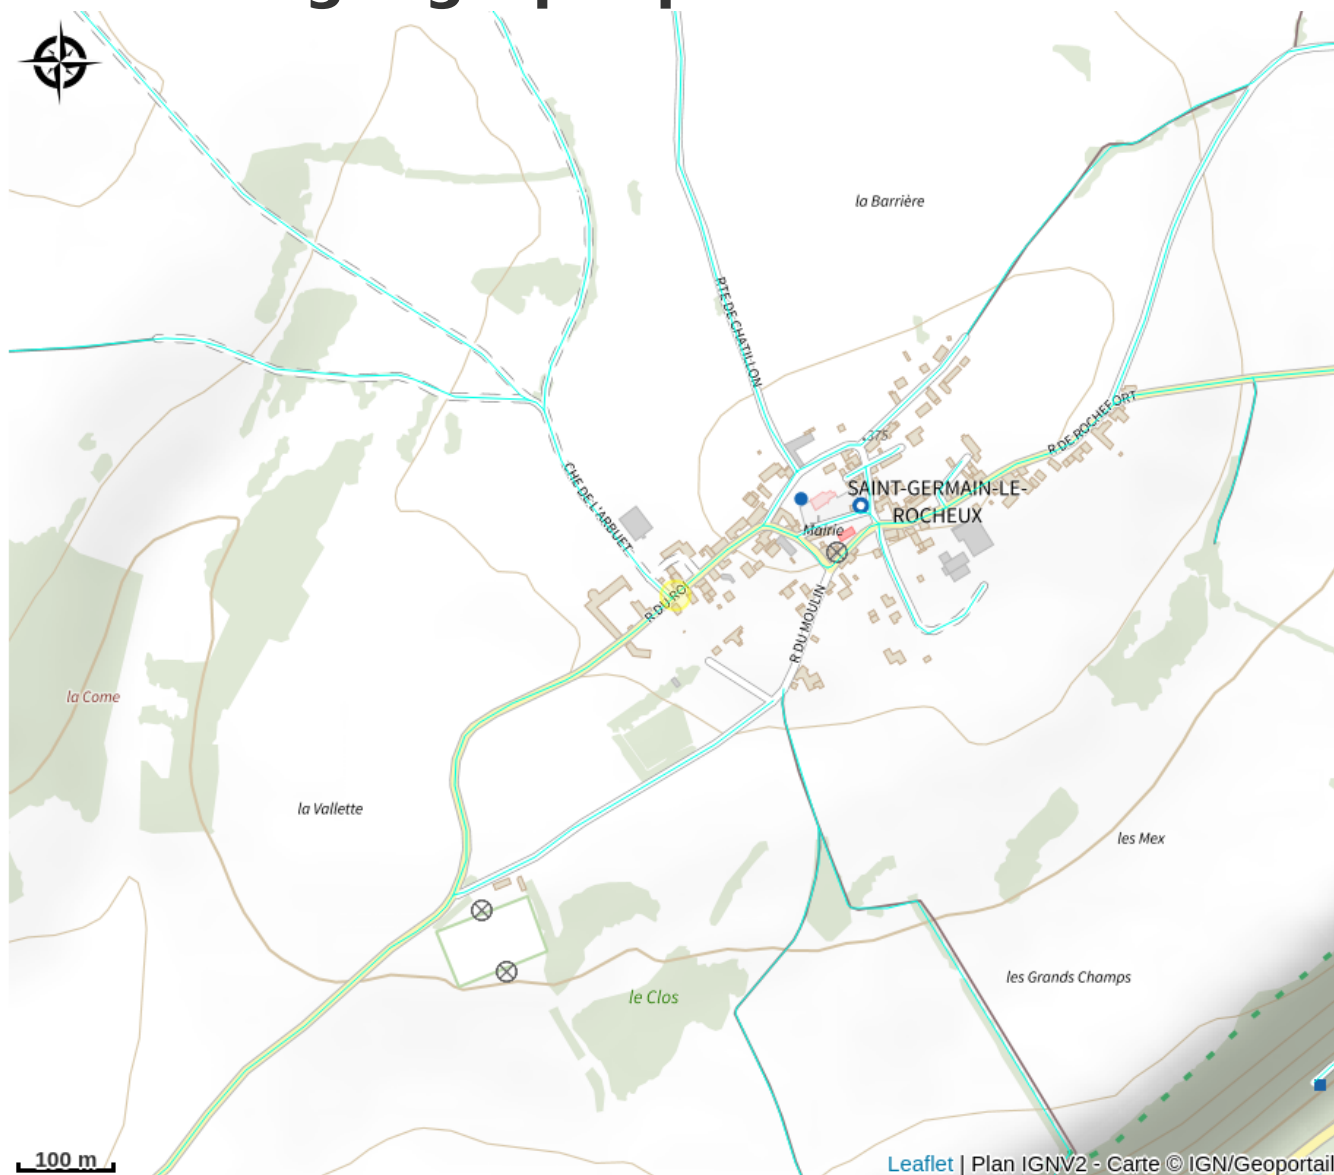 la Barrière
RTE DE CHATILLON
R DE ROCHEFORT
375
CHE DE L'ARBUET
SAINT-GERMAIN-LE-
ROCHEUX
Mairie
R DU RO
R DU MOULIN
la Come
la Vallette
les Mex
les Grands Champs
le Clos
100 m
Leaflet | Plan IGNV2 - Carte © IGN/Geoportail